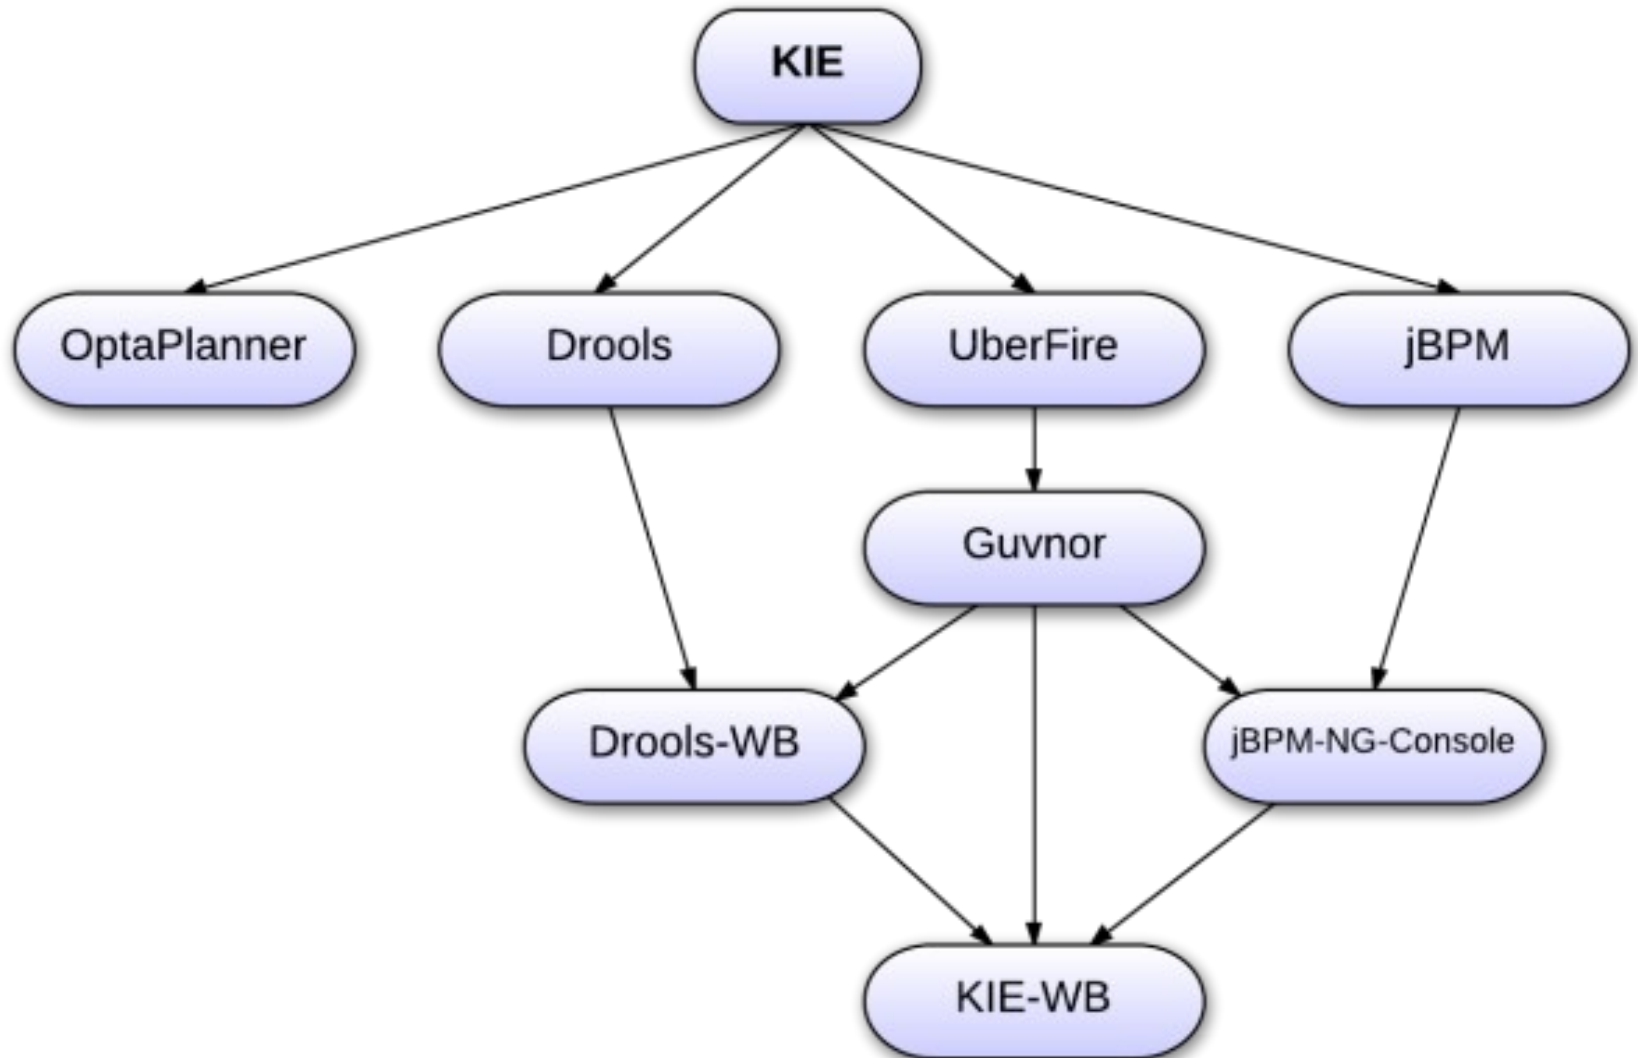 KIE
OptaPlanner
Drools
UberFire
jBPM
Guvnor
Drools-WB
jBPM-NG-Console
KIE-WB